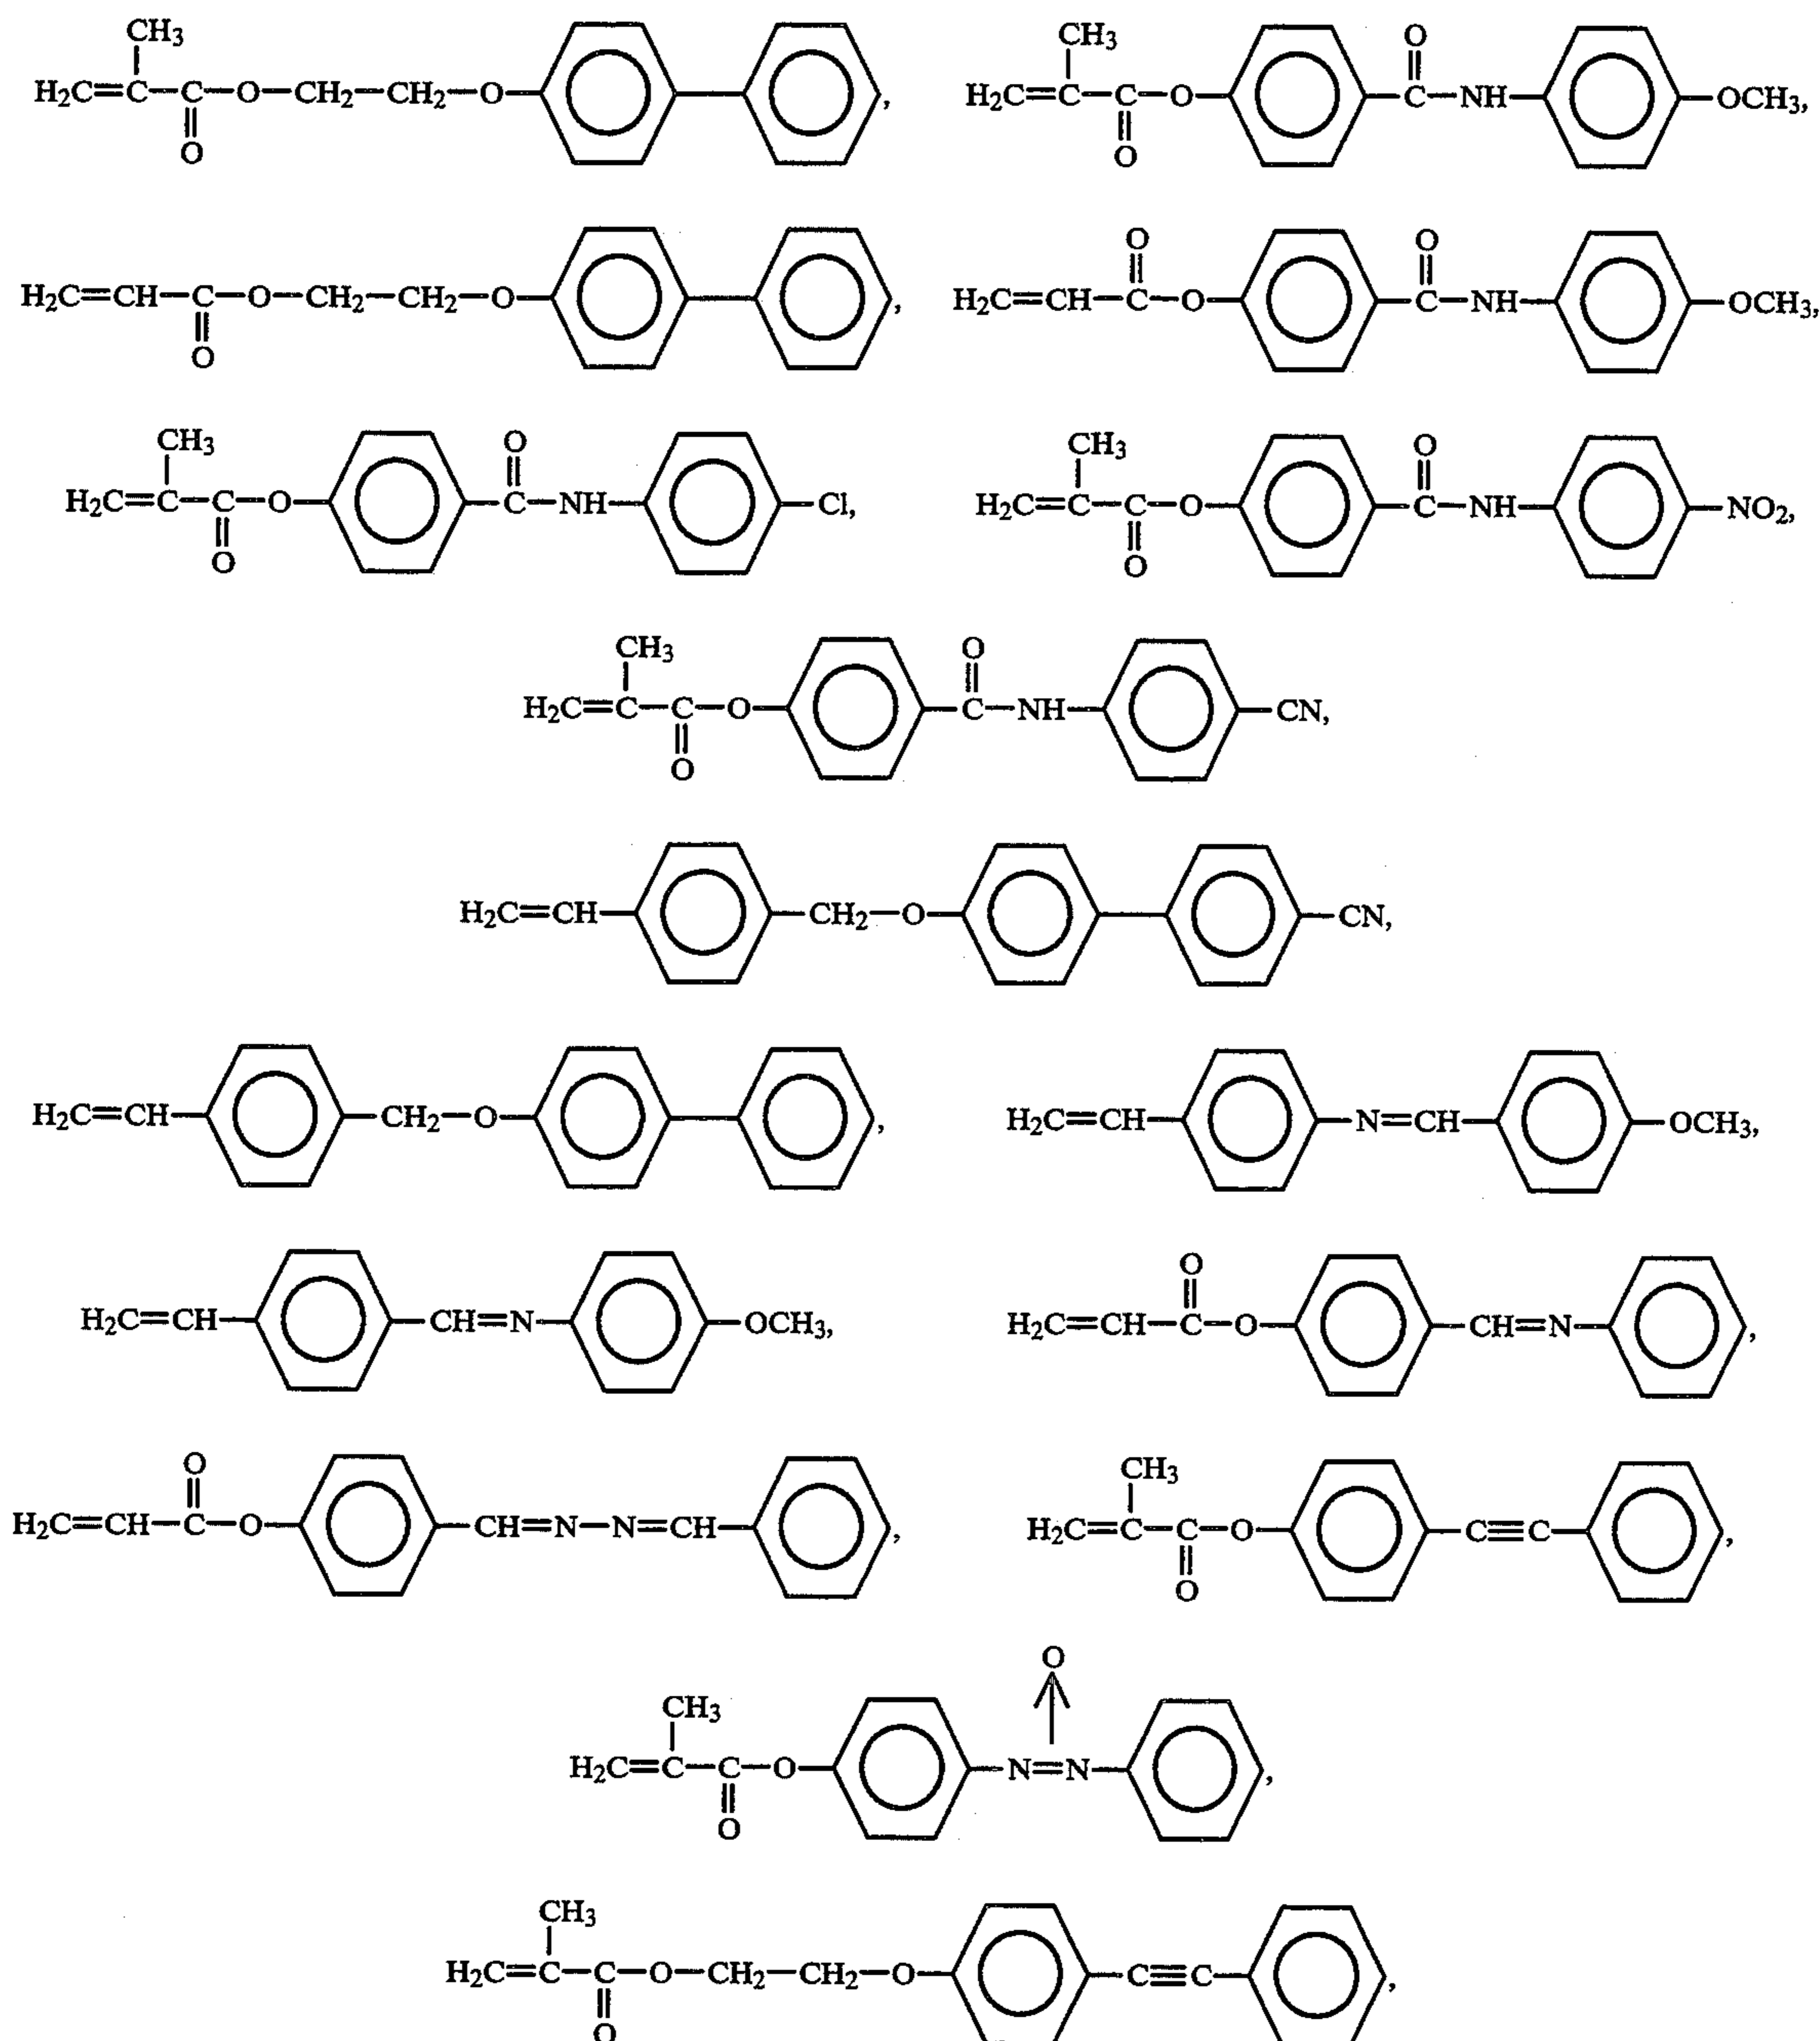 CH3 CH3 O
H2C=C—C—O—CH2—CH2—O—, H2C=C—C—O— —C—NH— —OCH3,
O O
O O
H2C=CH—C—O—CH2—CH2—O—, H2C=CH—C—O— —C—NH— —OCH3,
O
CH3 O CH3 O
H2C=C—C—O— —C—NH— —Cl, H2C=C—C—O— —C—NH— —NO2,
O O
CH3 O
H2C=C—C—O— —C—NH— —CN,
O
H2C=CH— —CH2—O— —CN,
H2C=CH— —CH2—O—, H2C=CH— —N=CH— —OCH3,
O
H2C=CH— —CH=N— —OCH3, H2C=CH—C—O— —CH=N—,
O CH3
H2C=CH—C—O— —CH=N—N=CH—, H2C=C—C—O— —C≡C—,
O
O
CH3
H2C=C—C—O— —N=N—,
O
CH3
H2C=C—C—O—CH2—CH2—O— —C≡C—,
O